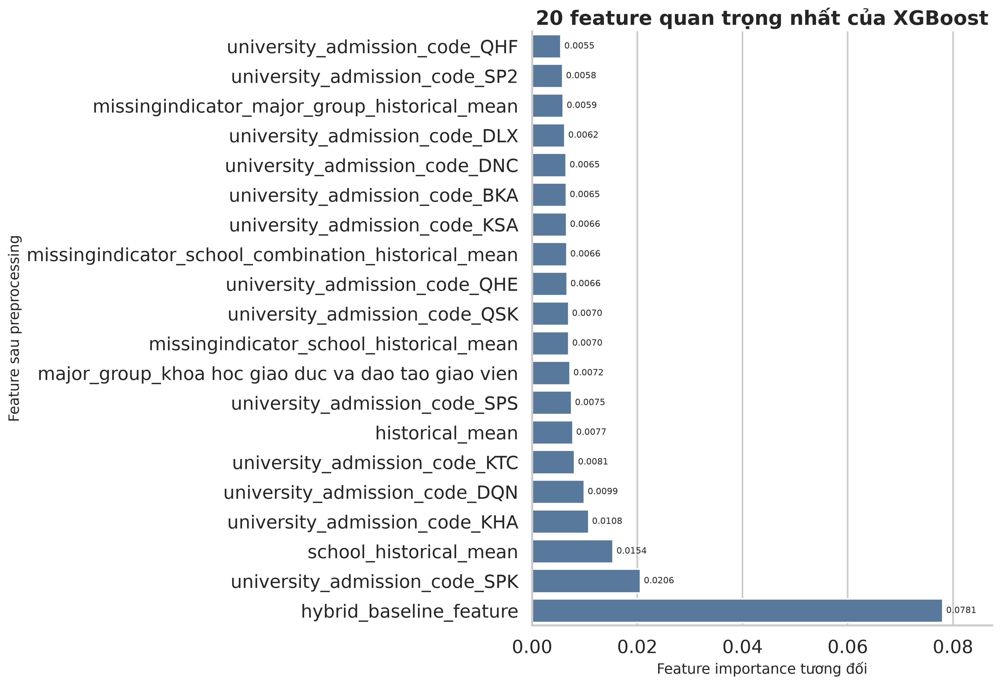 20 feature quan trọng nhất của XGBoost
university_admission_code_QHF 0.0055
university_admission_code_SP2 0.0058
missingindicator_major_group_historical_mean 0.0059
university_admission_code_DLX 0.0062
university_admission_code_DNC 0.0065
university_admission_code_BKA 0.0065
university_admission_code_KSA 0.0066
missingindicator_school_combination_historical_mean 0.0066
university_admission_code_QHE 0.0066
university_admission_code_QSK 0.0070
missingindicator_school_historical_mean 0.0070
major_group_khoa hoc giao duc va dao tao giao vien 0.0072
university_admission_code_SPS 0.0075
historical_mean 0.0077
university_admission_code_KTC 0.0081
university_admission_code_DQN 0.0099
university_admission_code_KHA 0.0108
school_historical_mean 0.0154
university_admission_code_SPK 0.0206
hybrid_baseline_feature 0.0781
Feature sau preprocessing
0.00 0.02 0.04 0.06 0.08
Feature importance tương đối